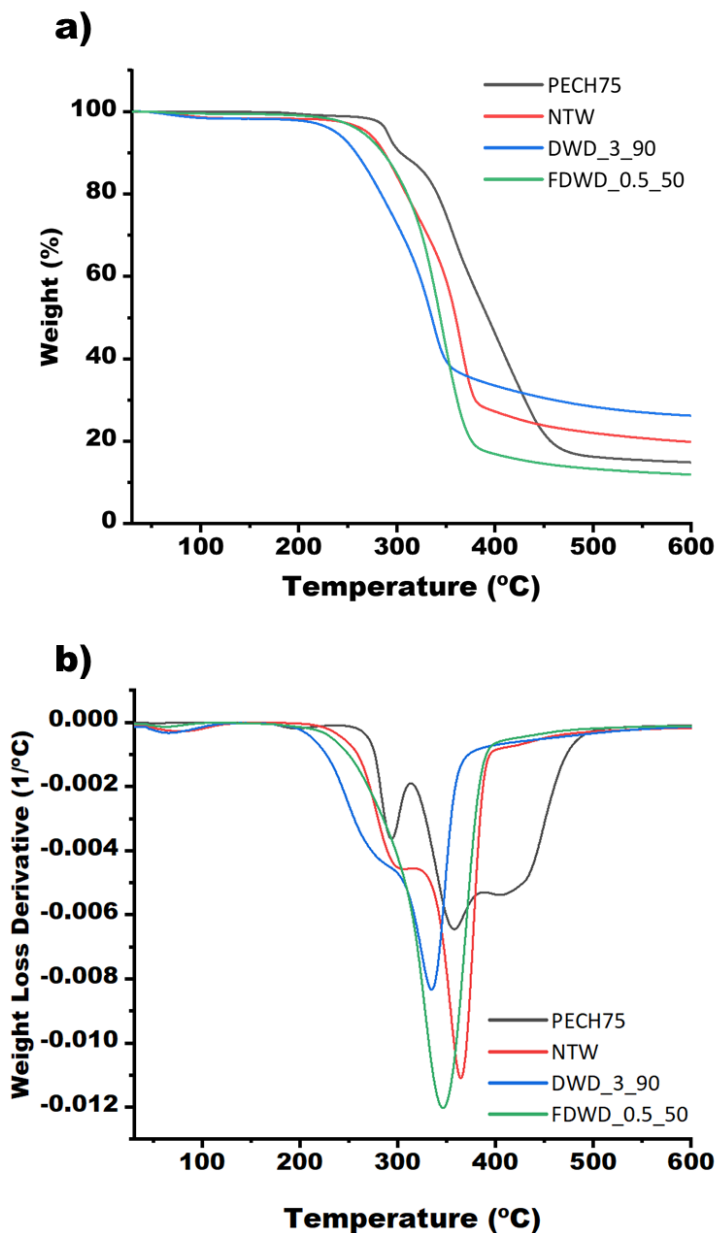 a)
PECH75
NTW
DWD_3_90
FDWD_0.5_50
100
80
60
40
20
0
Weight (%)
100 200 300 400 500 600
Temperature (ºC)
b)
0.000
-0.002
-0.004
-0.006
-0.008
-0.010
-0.012
Weight Loss Derivative (1/ºC)
PECH75
NTW
DWD_3_90
FDWD_0.5_50
100 200 300 400 500 600
Temperature (ºC)